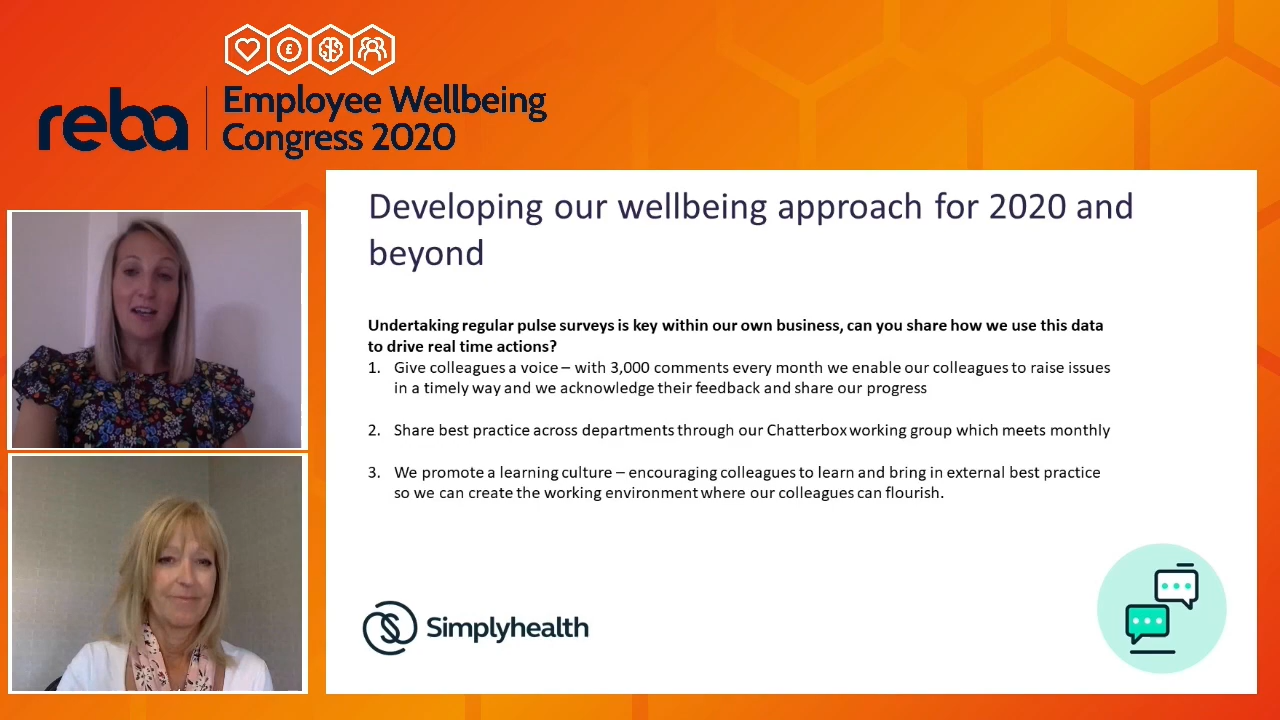 reba
Employee Wellbeing
Congress 2020
£
Developing our wellbeing approach for 2020 and
beyond
Undertaking regular pulse surveys is key within our own business, can you share how we use this data
to drive real time actions?
1. Give colleagues a voice – with 3,000 comments every month we enable our colleagues to raise issues
in a timely way and we acknowledge their feedback and share our progress
2. Share best practice across departments through our Chatterbox working group which meets monthly
3. We promote a learning culture – encouraging colleagues to learn and bring in external best practice
so we can create the working environment where our colleagues can flourish.
Simplyhealth